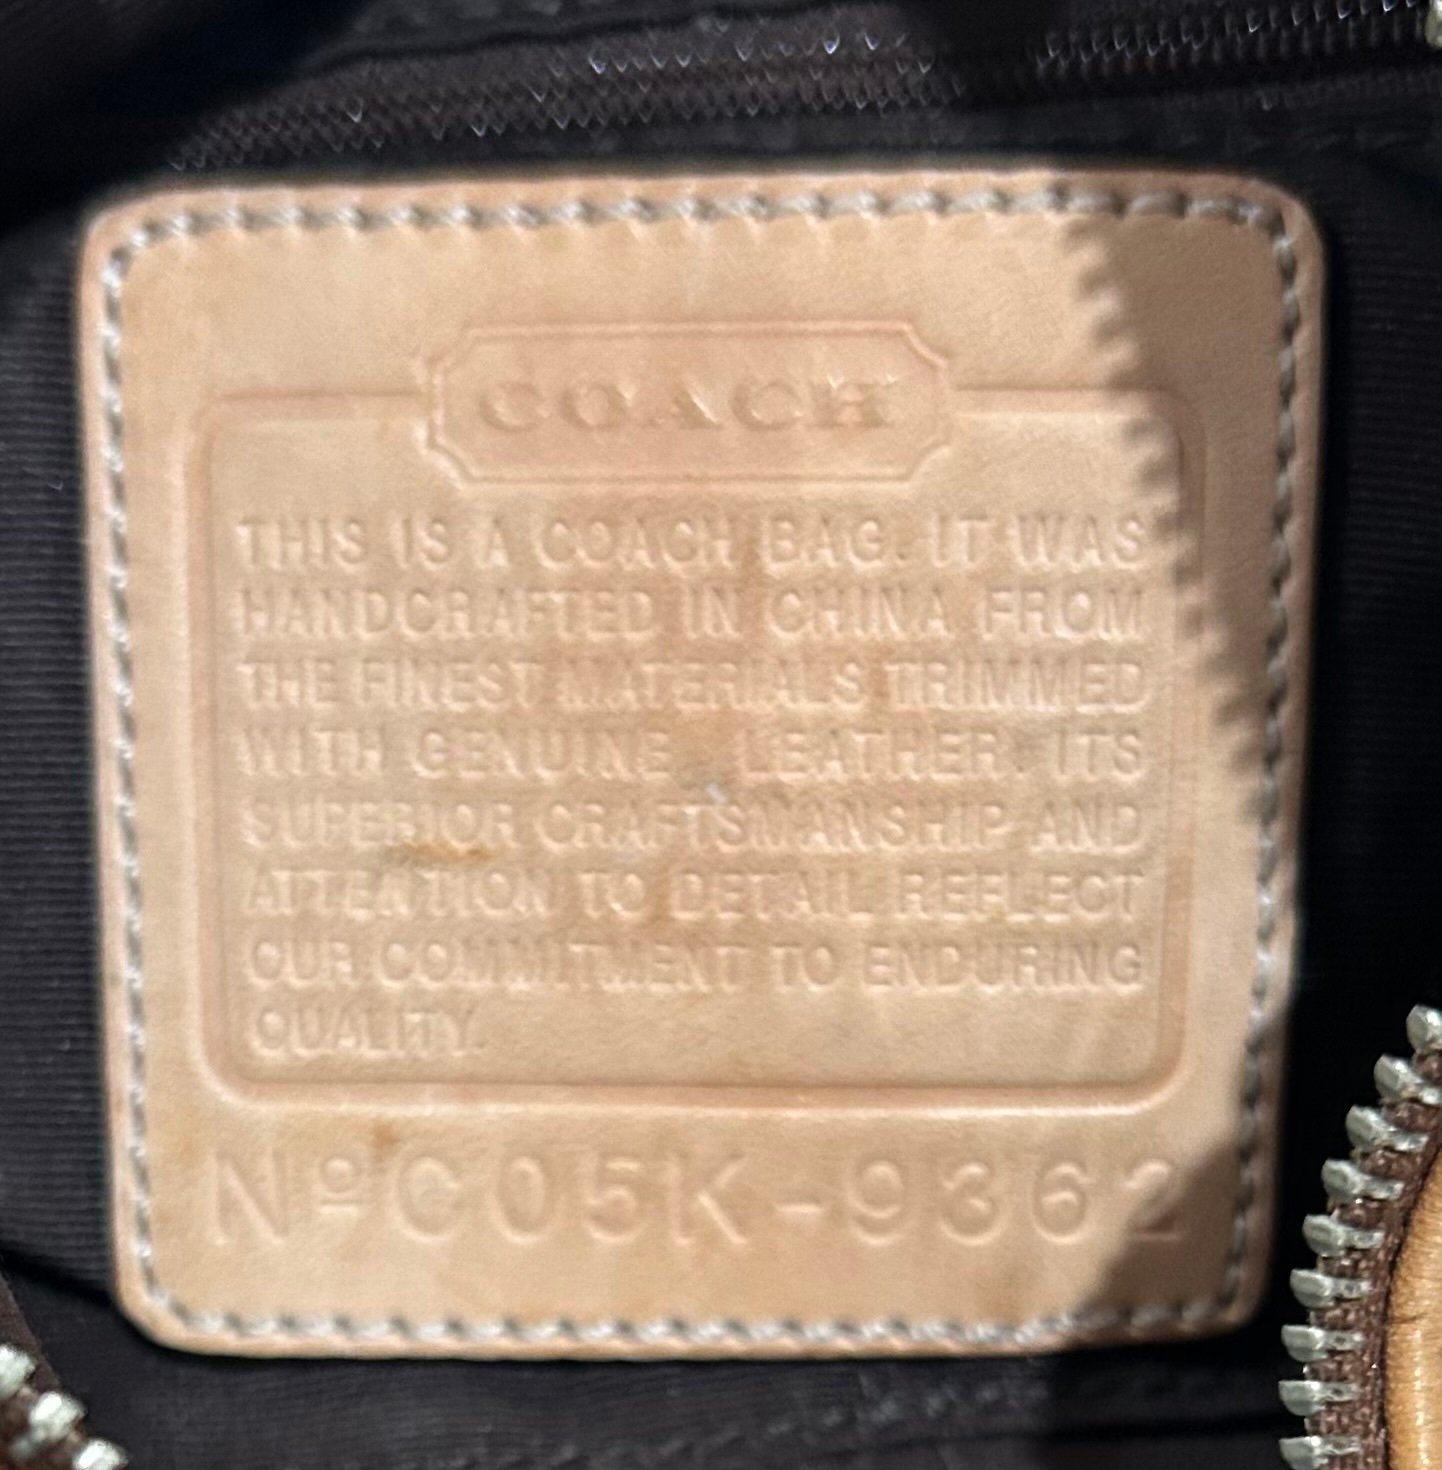 COACH
THIS IS A COACH BAG. IT WAS
HANDCRAFTED IN CHINA FROM
THE FINEST MATERIALS TRIMMED
WITH GENUINE LEATHER. ITS
SUPERIOR CRAFTSMANSHIP AND
ATTENTION TO DETAIL REFLECT
OUR COMMITMENT TO ENDURING
QUALITY.
Nº C05K-9362